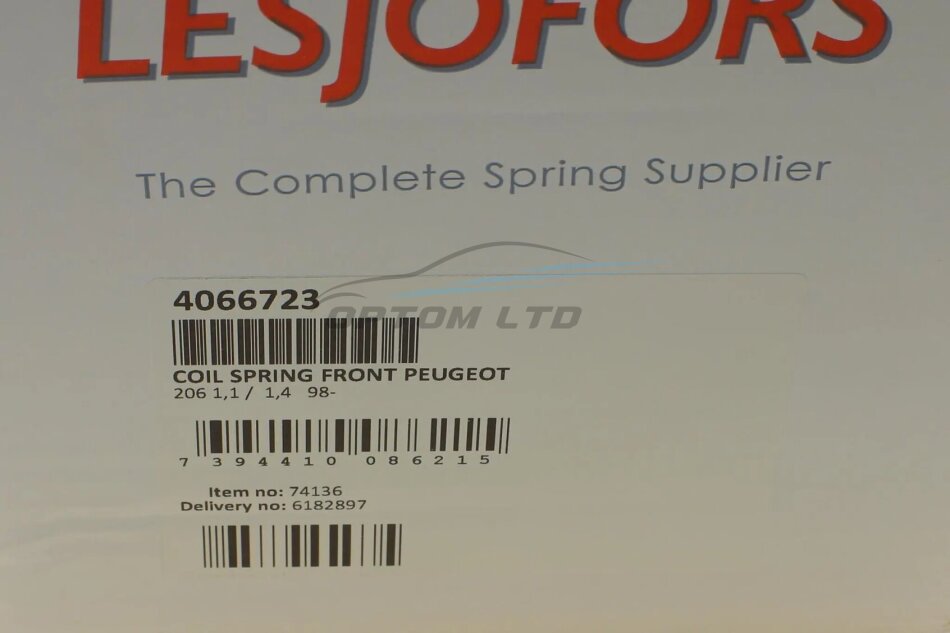 LESJÖFORS
The Complete Spring Supplier
4066723
OPTOM LTD
COIL SPRING FRONT PEUGEOT
206 1,1 / 1,4 98-
7 394410 086215
Item no: 74136
Delivery no: 6182897